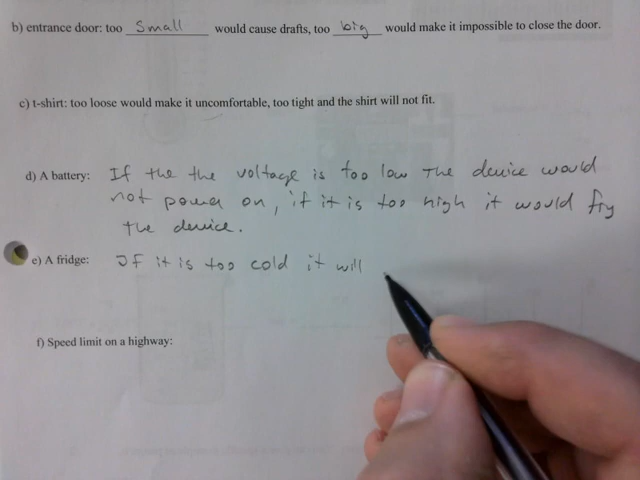 b) entrance door: too small would cause drafts, too big would make it impossible to close the door.
c) t-shirt: too loose would make it uncomfortable, too tight and the shirt will not fit.
d) A battery: If the the voltage is too low The device would
not power on, if it is too high it would fry
the device.
e) A fridge: If it is too cold it will
f) Speed limit on a highway: